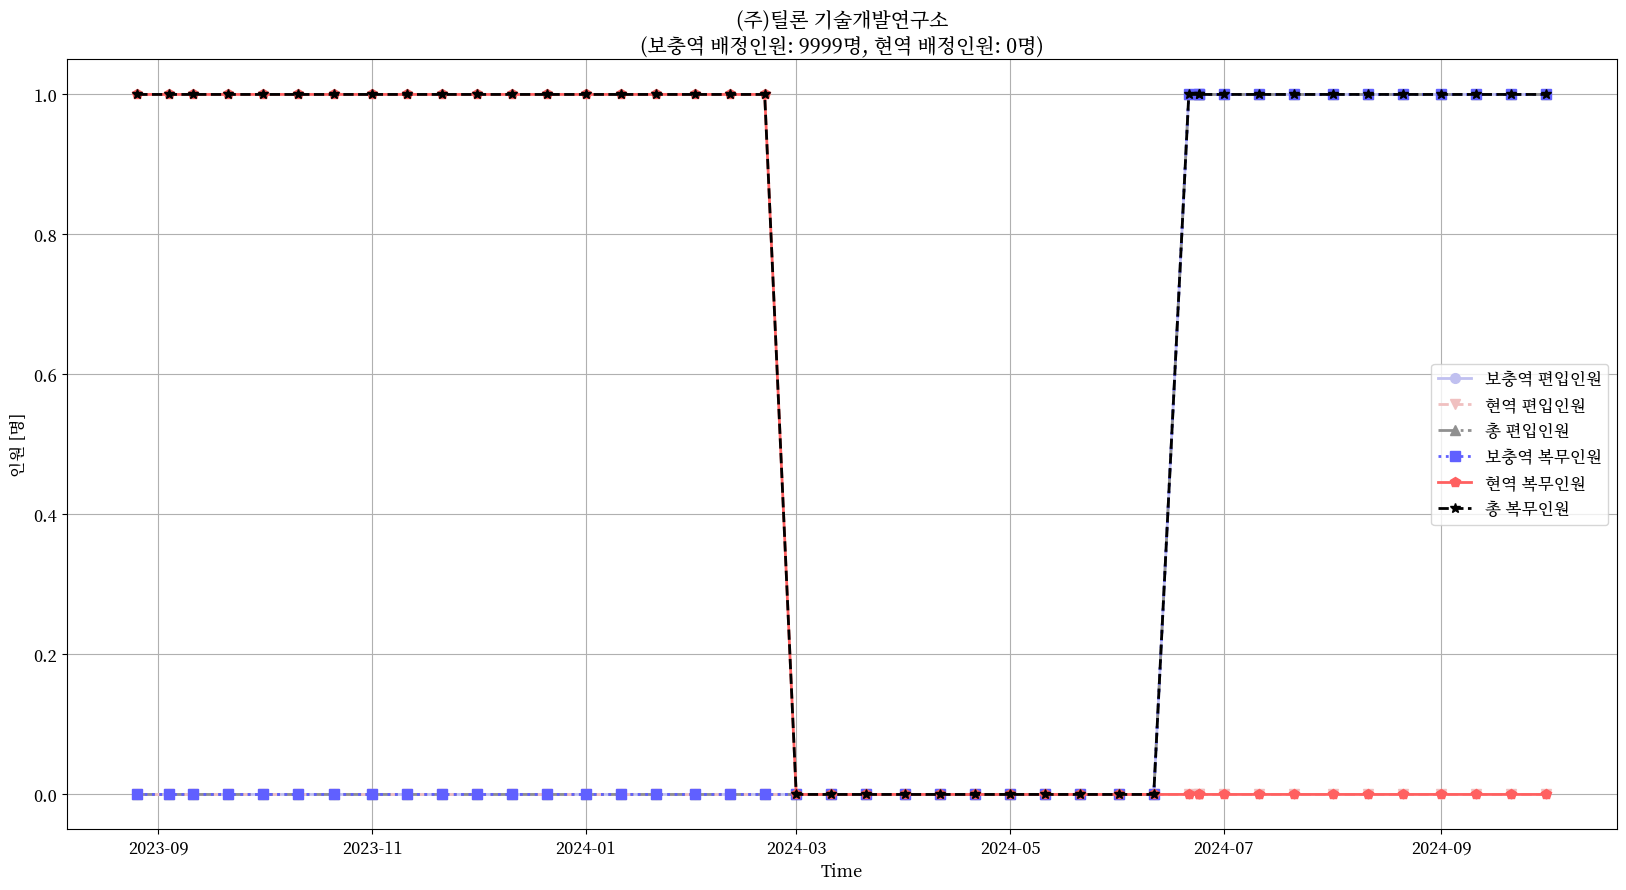 (주)틸론 기술개발연구소
(보충역 배정인원: 9999명, 현역 배정인원: 0명)
1.0
0.8
0.6
0.4
0.2
0.0
인원 [명]
보충역 편입인원
현역 편입인원
총 편입인원
보충역 복무인원
현역 복무인원
총 복무인원
2023-09 2023-11 2024-01 2024-03 2024-05 2024-07 2024-09
Time